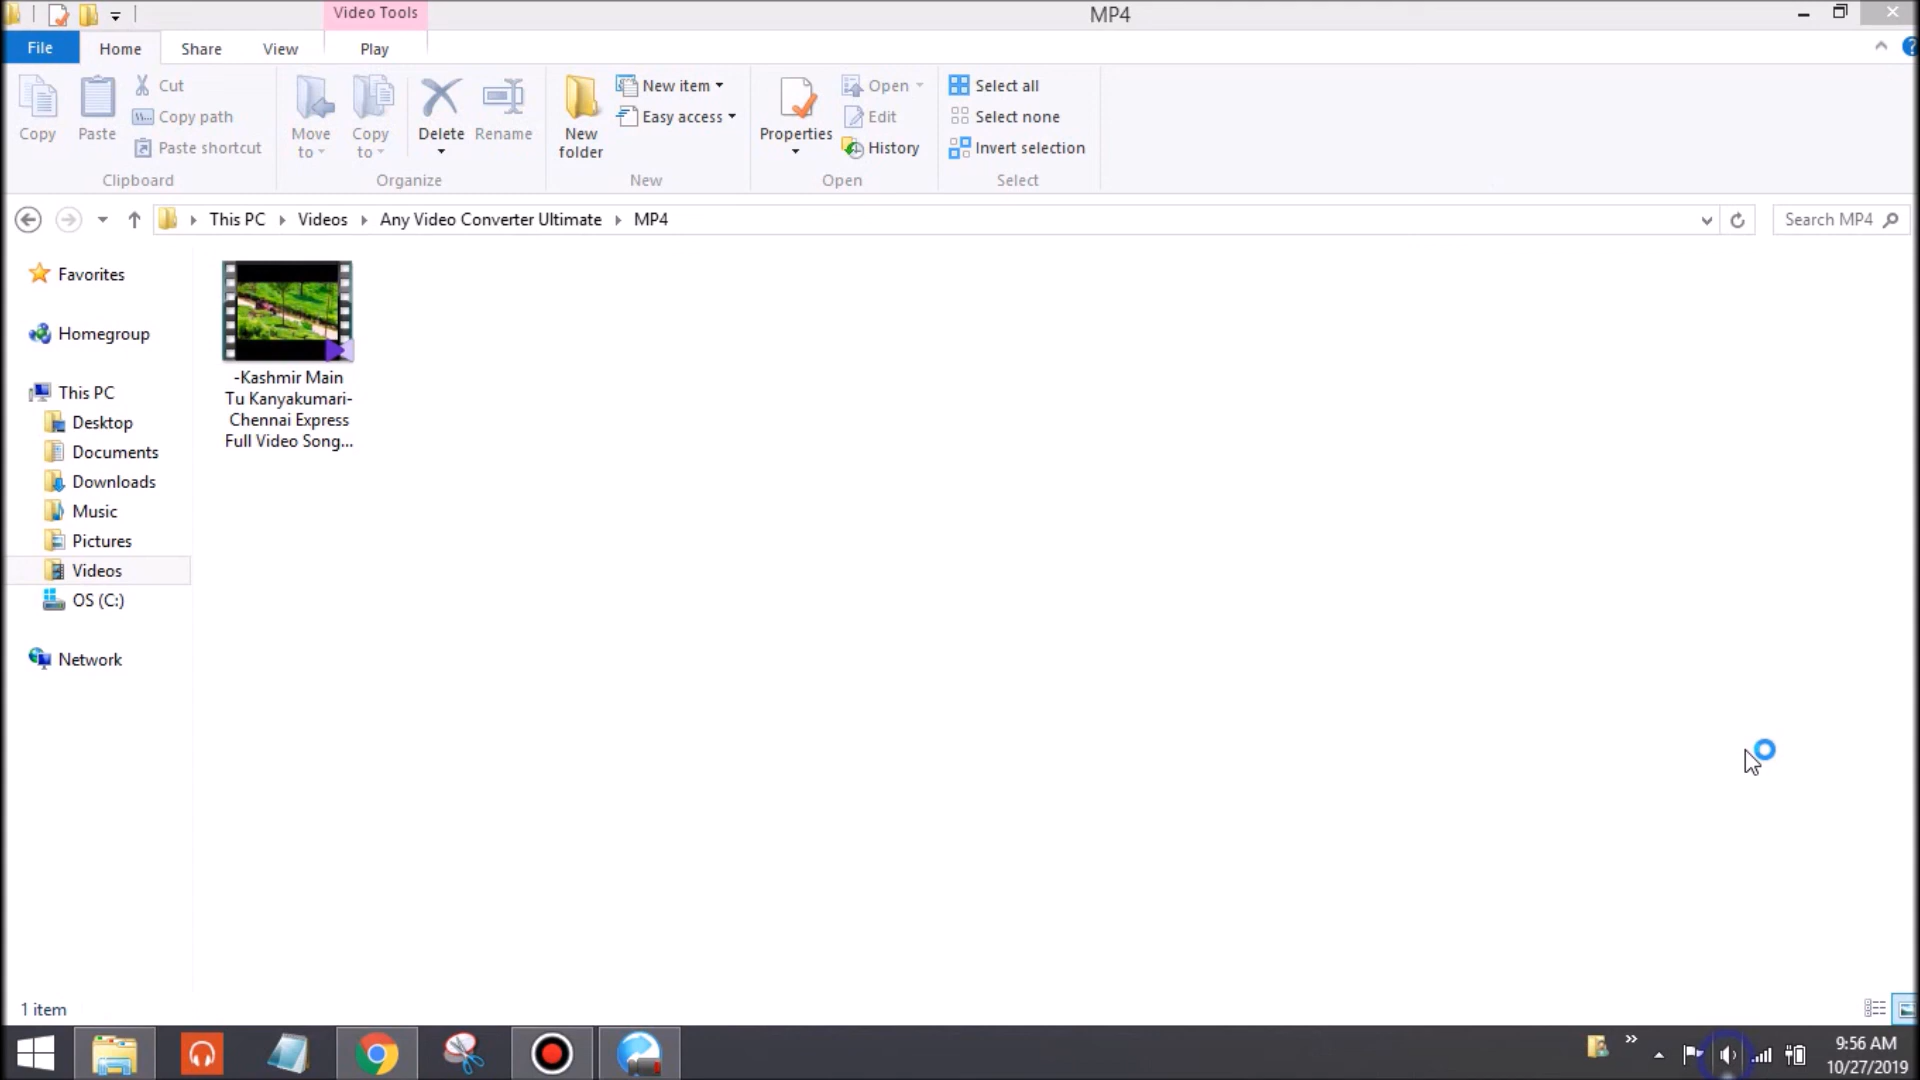 Video Tools
MP4
File
Home
Share
View
Play
Copy
Paste
Cut
Copy path
Paste shortcut
Clipboard
Move
to
Copy
to
Delete
Rename
Organize
New
folder
New item
Easy access
New
Properties
Open
Edit
History
Open
Select all
Select none
Invert selection
Select
This PC
Videos
Any Video Converter Ultimate
MP4
Search MP4
Favorites
Homegroup
This PC
Desktop
Documents
Downloads
Music
Pictures
Videos
OS (C:)
Network
-Kashmir Main
Tu Kanyakumari-
Chennai Express
Full Video Song...
1 item
9:56 AM
10/27/2019